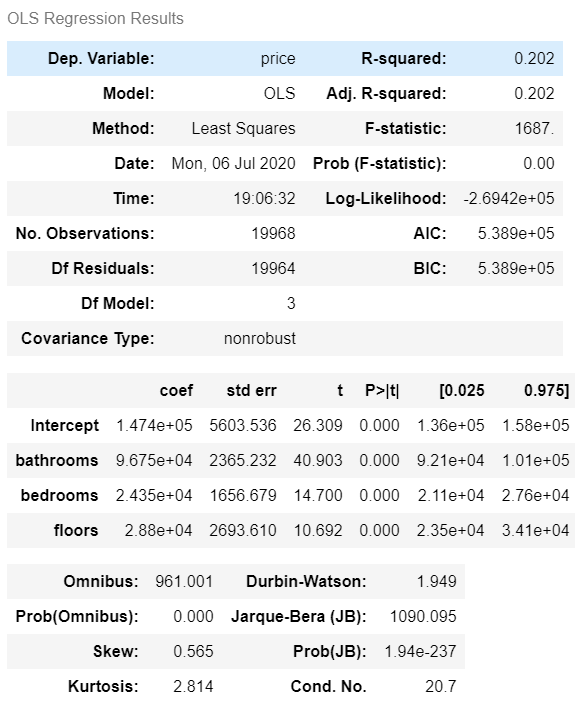 OLS Regression Results
Dep. Variable: price R-squared: 0.202
Model: OLS Adj. R-squared: 0.202
Method: Least Squares F-statistic: 1687.
Date: Mon, 06 Jul 2020 Prob (F-statistic): 0.00
Time: 19:06:32 Log-Likelihood: -2.6942e+05
No. Observations: 19968 AIC: 5.389e+05
Df Residuals: 19964 BIC: 5.389e+05
Df Model: 3
Covariance Type: nonrobust
coef std err t P>|t| [0.025 0.975]
Intercept 1.474e+05 5603.536 26.309 0.000 1.36e+05 1.58e+05
bathrooms 9.675e+04 2365.232 40.903 0.000 9.21e+04 1.01e+05
bedrooms 2.435e+04 1656.679 14.700 0.000 2.11e+04 2.76e+04
floors 2.88e+04 2693.610 10.692 0.000 2.35e+04 3.41e+04
Omnibus: 961.001 Durbin-Watson: 1.949
Prob(Omnibus): 0.000 Jarque-Bera (JB): 1090.095
Skew: 0.565 Prob(JB): 1.94e-237
Kurtosis: 2.814 Cond. No. 20.7